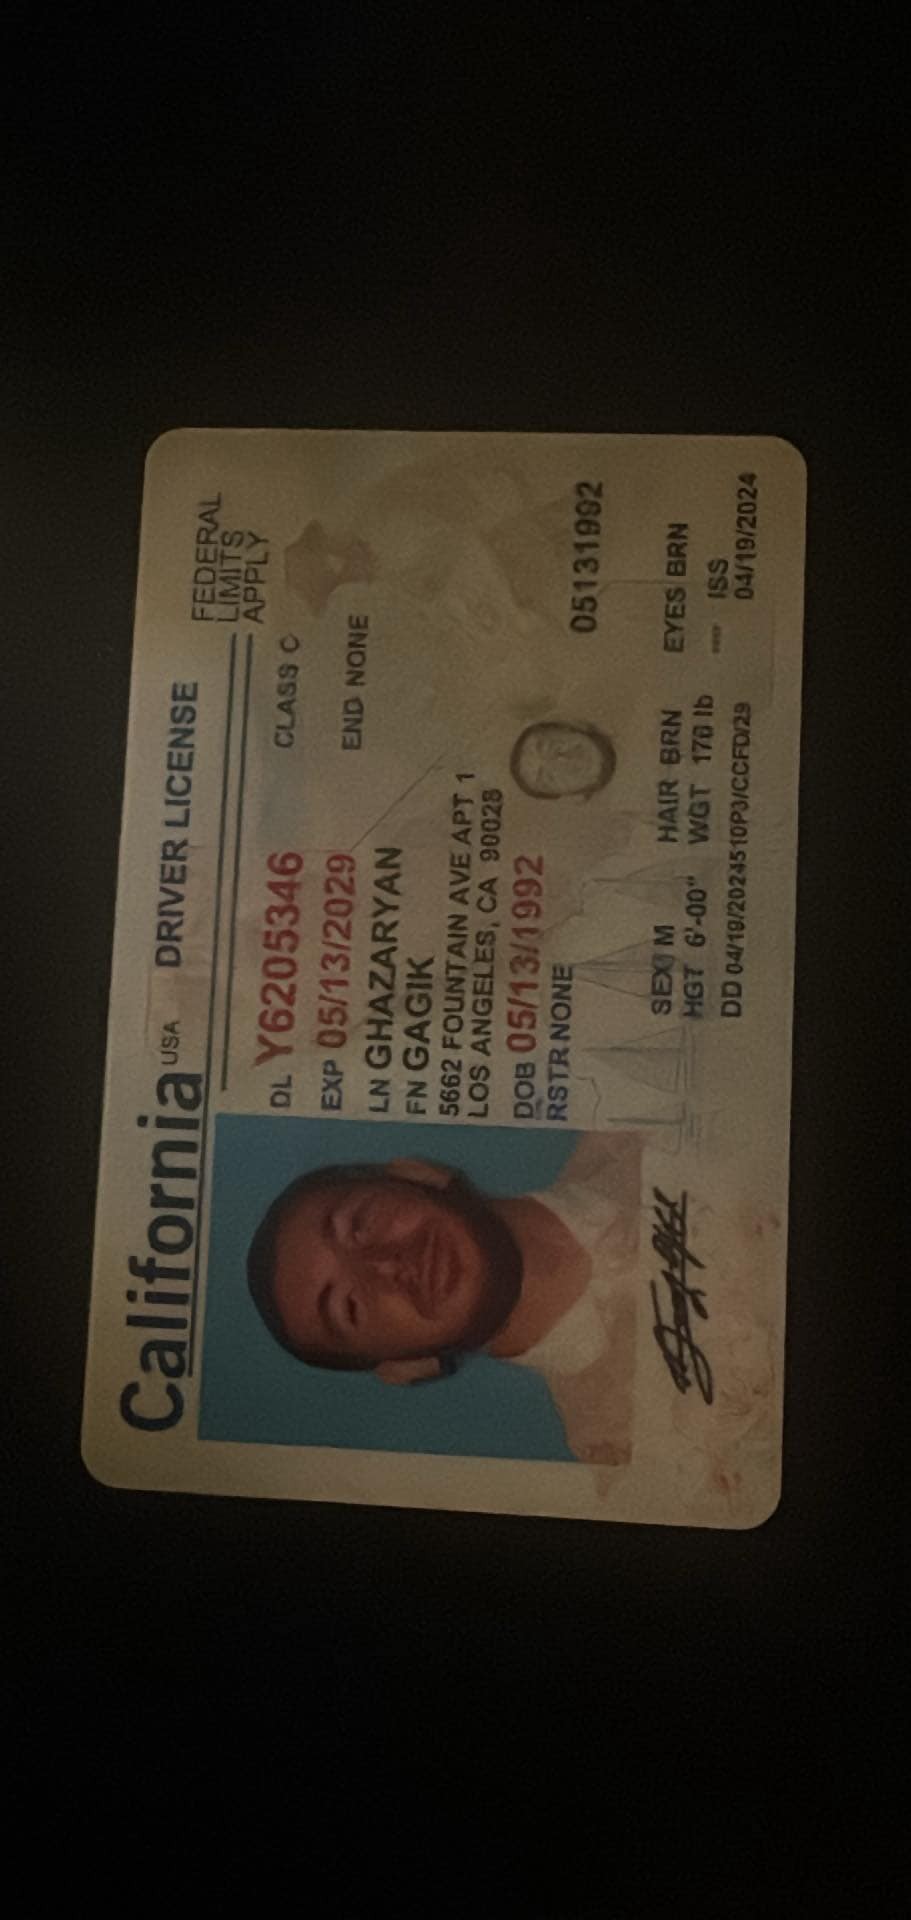 California USA DRIVER LICENSE
FEDERAL
LIMITS
APPLY
DL Y6205346 CLASS C
EXP 05/13/2029 END NONE
LN GHAZARYAN
FN GAGIK
5662 FOUNTAIN AVE APT 1
LOS ANGELES, CA 90028
DOB 05/13/1992
RSTR NONE 05131992
SEX M HAIR BRN EYES BRN
HGT 6'-00" WGT 170 lb ISS
DD 04/19/2024510P3/CCFD/29 04/19/2024